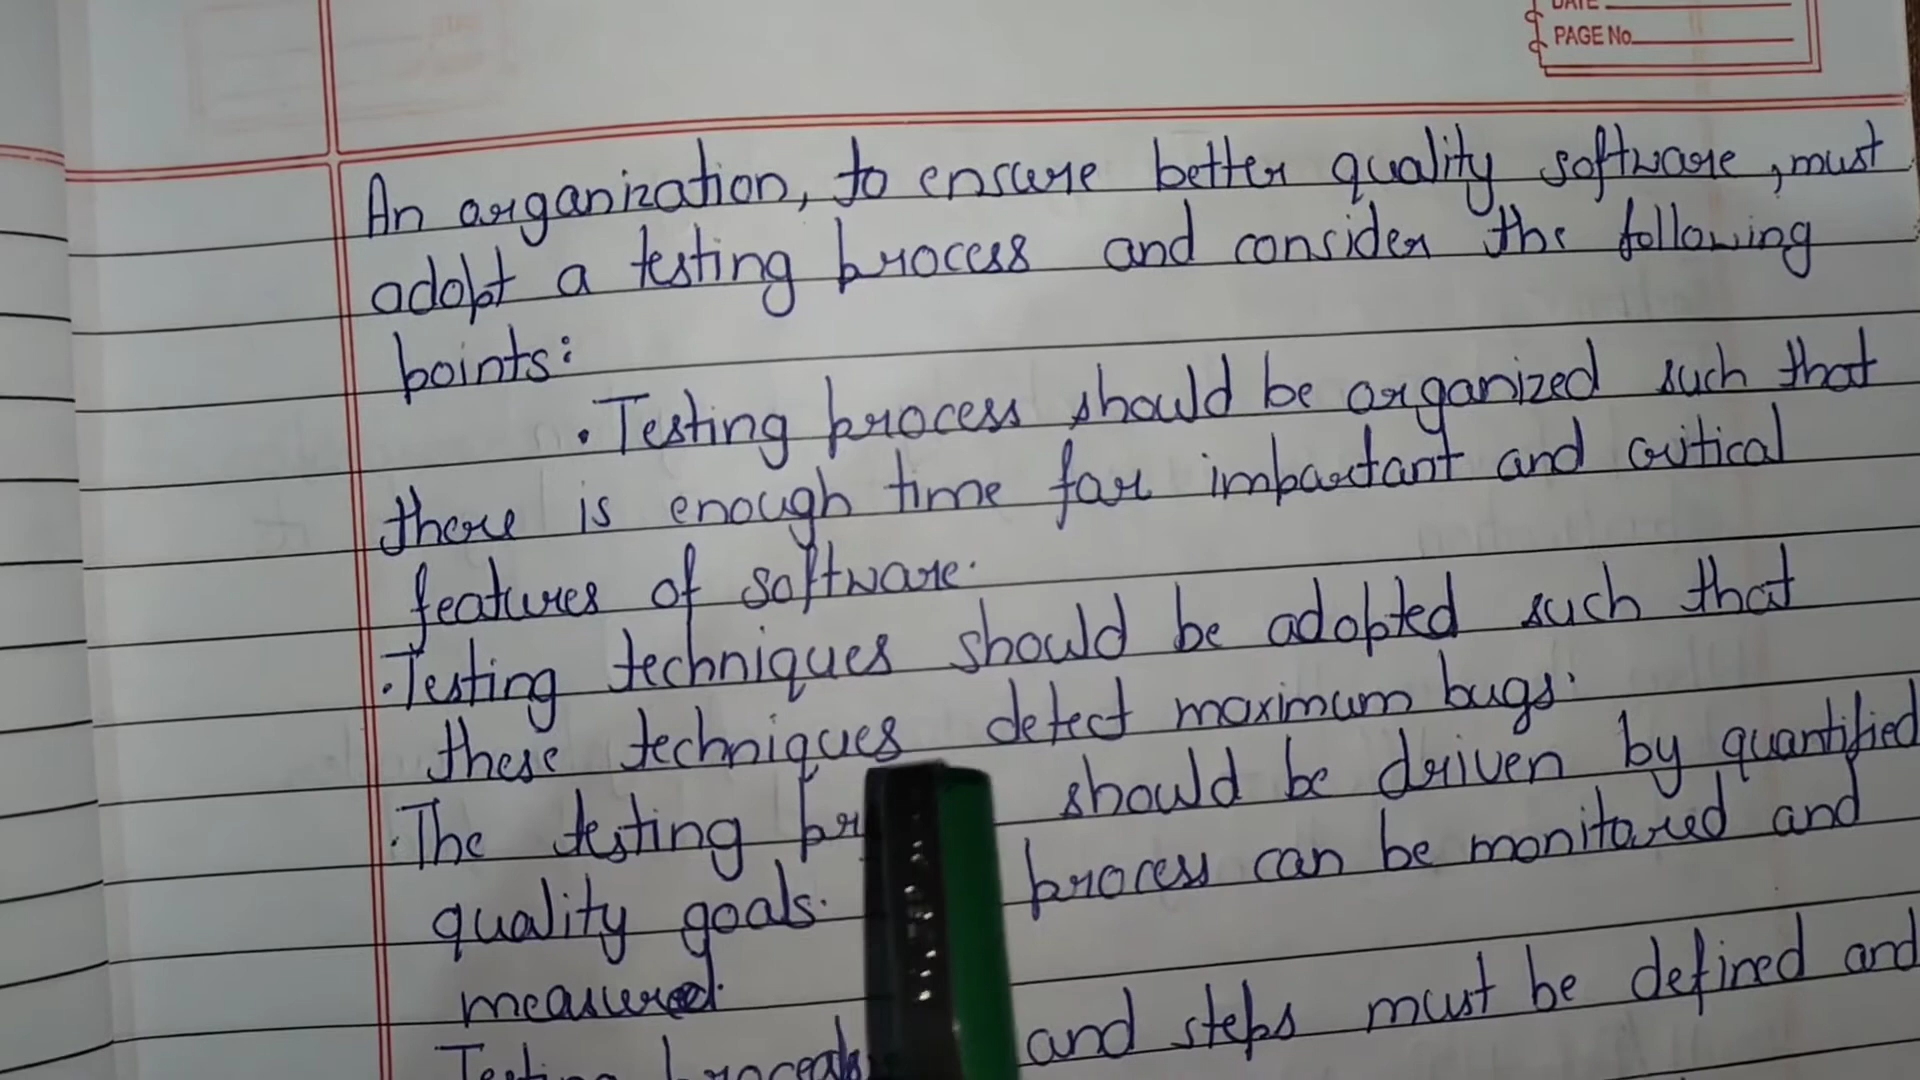 DATE
PAGE No.
An organization, to ensure better quality software, must
adopt a testing process and consider the following
points:
. Testing process should be organized such that
there is enough time for important and critical
features of software.
. Testing techniques should be adopted such that
these techniques detect maximum bugs.
. The testing should be driven by quantified
quality goals. process can be monitored and
measured.
and steps must be defined and